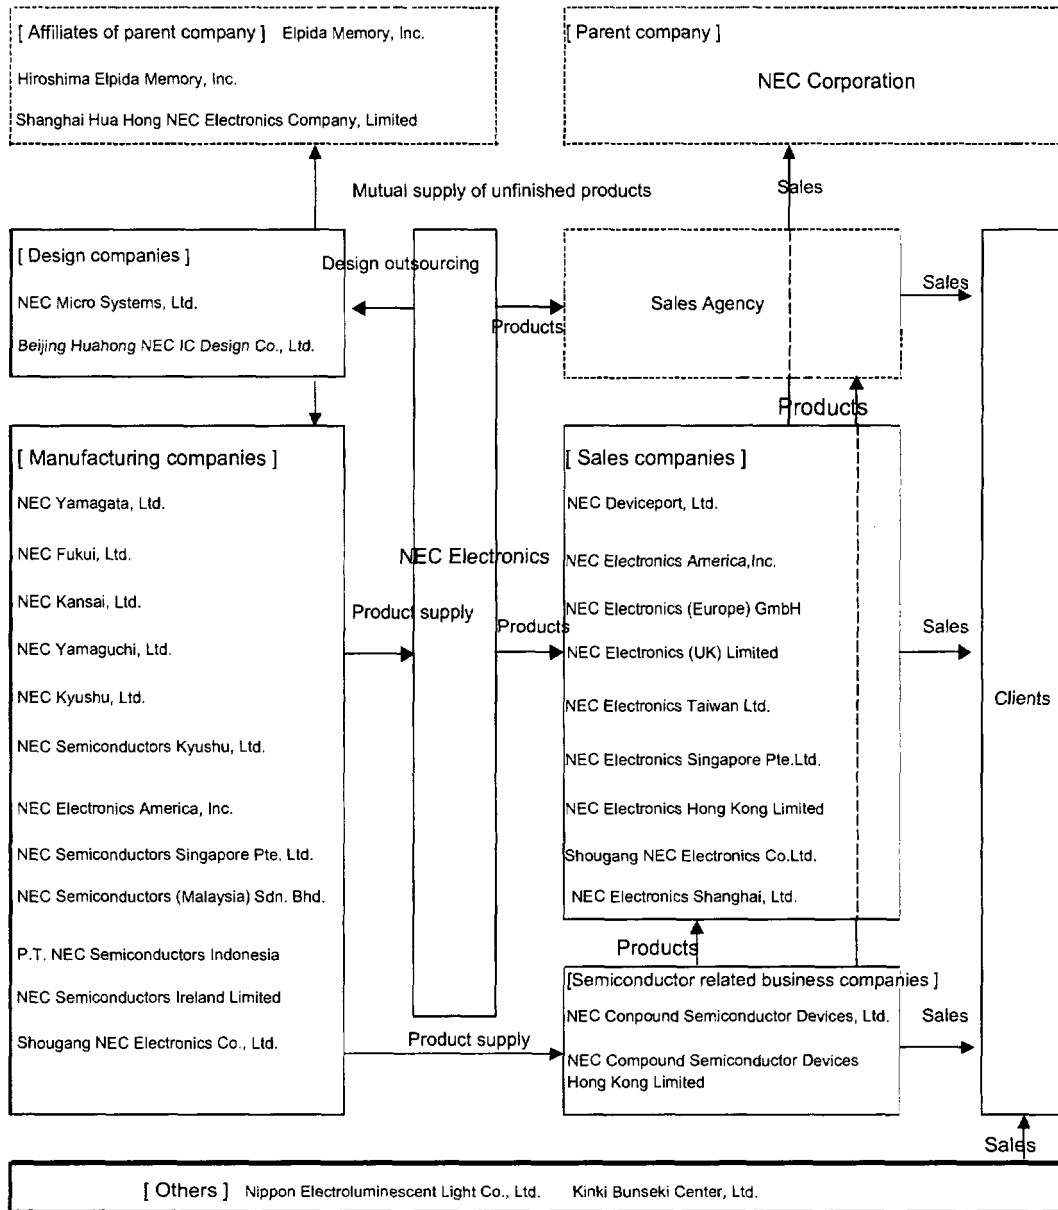 [ Affiliates of parent company ] Elpida Memory, Inc.
Hiroshima Elpida Memory, Inc.
Shanghai Hua Hong NEC Electronics Company, Limited
[ Parent company ]
NEC Corporation
Mutual supply of unfinished products
Sales
[ Design companies ]
NEC Micro Systems, Ltd.
Beijing Huahong NEC IC Design Co., Ltd.
Design outsourcing
Products
Sales Agency
Sales
Products
[ Manufacturing companies ]
NEC Yamagata, Ltd.
NEC Fukui, Ltd.
NEC Kansai, Ltd.
NEC Yamaguchi, Ltd.
NEC Kyushu, Ltd.
NEC Semiconductors Kyushu, Ltd.
NEC Electronics America, Inc.
NEC Semiconductors Singapore Pte. Ltd.
NEC Semiconductors (Malaysia) Sdn. Bhd.
P.T. NEC Semiconductors Indonesia
NEC Semiconductors Ireland Limited
Shougang NEC Electronics Co., Ltd.
NEC Electronics
Product supply
Products
[ Sales companies ]
NEC Deviceport, Ltd.
NEC Electronics America,Inc.
NEC Electronics (Europe) GmbH
NEC Electronics (UK) Limited
NEC Electronics Taiwan Ltd.
NEC Electronics Singapore Pte.Ltd.
NEC Electronics Hong Kong Limited
Shougang NEC Electronics Co.Ltd.
NEC Electronics Shanghai, Ltd.
Sales
Clients
Products
Product supply
[Semiconductor related business companies ]
NEC Conpound Semiconductor Devices, Ltd.
NEC Compound Semiconductor Devices
Hong Kong Limited
Sales
Sales
[ Others ] Nippon Electroluminescent Light Co., Ltd. Kinki Bunseki Center, Ltd.